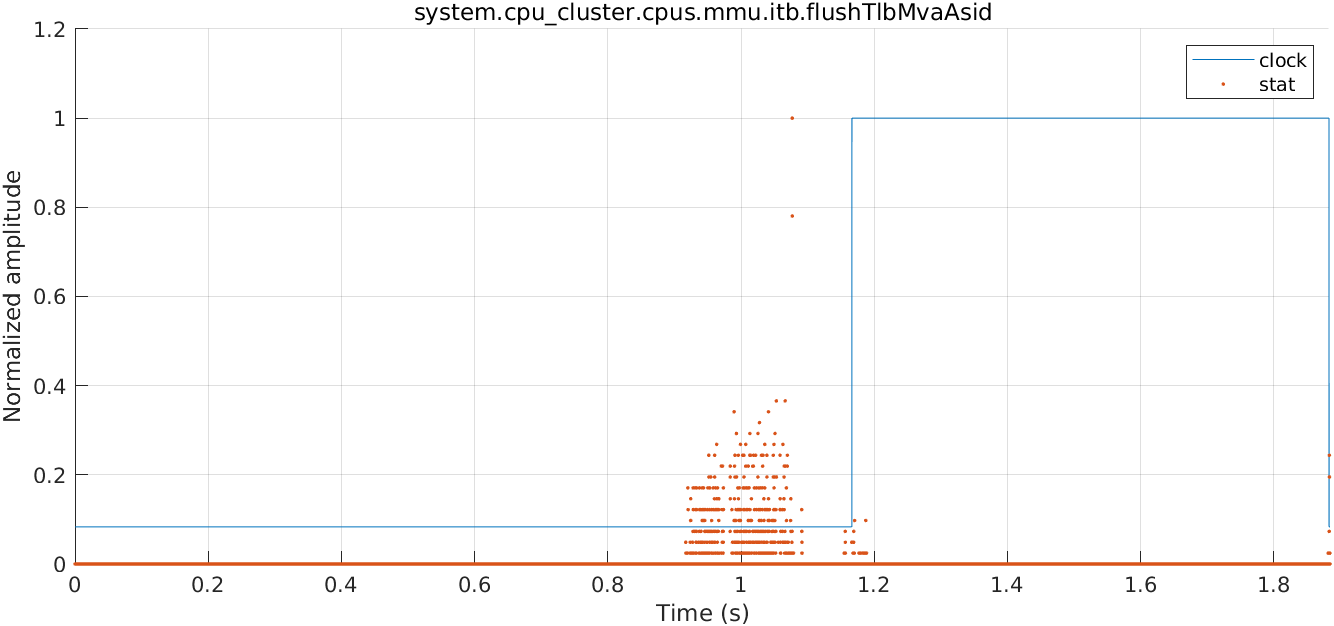 system.cpu_cluster.cpus.mmu.itb.flushTlbMvaAsid
1.2
1
0.8
0.6
0.4
0.2
0
Normalized amplitude
clock
stat
0 0.2 0.4 0.6 0.8 1 1.2 1.4 1.6 1.8
Time (s)